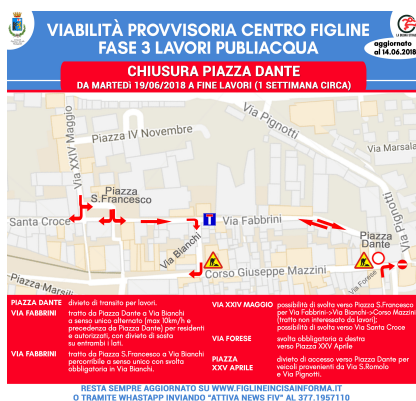 VIABILITÀ PROVVISORIA CENTRO FIGLINE
FASE 3 LAVORI PUBLIACQUA
aggiornato
al 14.06.2018
CHIUSURA PIAZZA DANTE
DA MARTEDÌ 19/06/2018 A FINE LAVORI (1 SETTIMANA CIRCA)
Via XXIV Maggio
Piazza IV Novembre
Via Pignotti
Via Marsala
Piazza
S.Francesco
Santa Croce
Via Fabbrini
Via Bianchi
Piazza
Dante
Via Pignotti
Corso Giuseppe Mazzini
Via Forese
Piazza Marsili
PIAZZA DANTE divieto di transito per lavori.
VIA FABBRINI tratto da Piazza Dante a Via Bianchi
a senso unico alternato (max 10km/h e
precedenza da Piazza Dante) per residenti
e autorizzati, con divieto di sosta
su entrambi i lati.
VIA FABBRINI tratto da Piazza S.Francesco a Via Bianchi
percorribile a senso unico con svolta
obbligatoria in Via Bianchi.
VIA XXIV MAGGIO possibilità di svolta verso Piazza S.Francesco
per Via Fabbrini->Via Bianchi->Corso Mazzini
(tratto non interessato da lavori);
possibilità di svolta verso Via Santa Croce
VIA FORESE svolta obbligatoria a destra
verso Piazza XXV Aprile
PIAZZA divieto di accesso verso Piazza Dante per
XXV APRILE veicoli provenienti da Via S.Romolo
e Via Pignotti.
RESTA SEMPRE AGGIORNATO SU WWW.FIGLINEINCISAINFORMA.IT
O TRAMITE WHASTAPP INVIANDO "ATTIVA NEWS FIV" AL 377.1957110